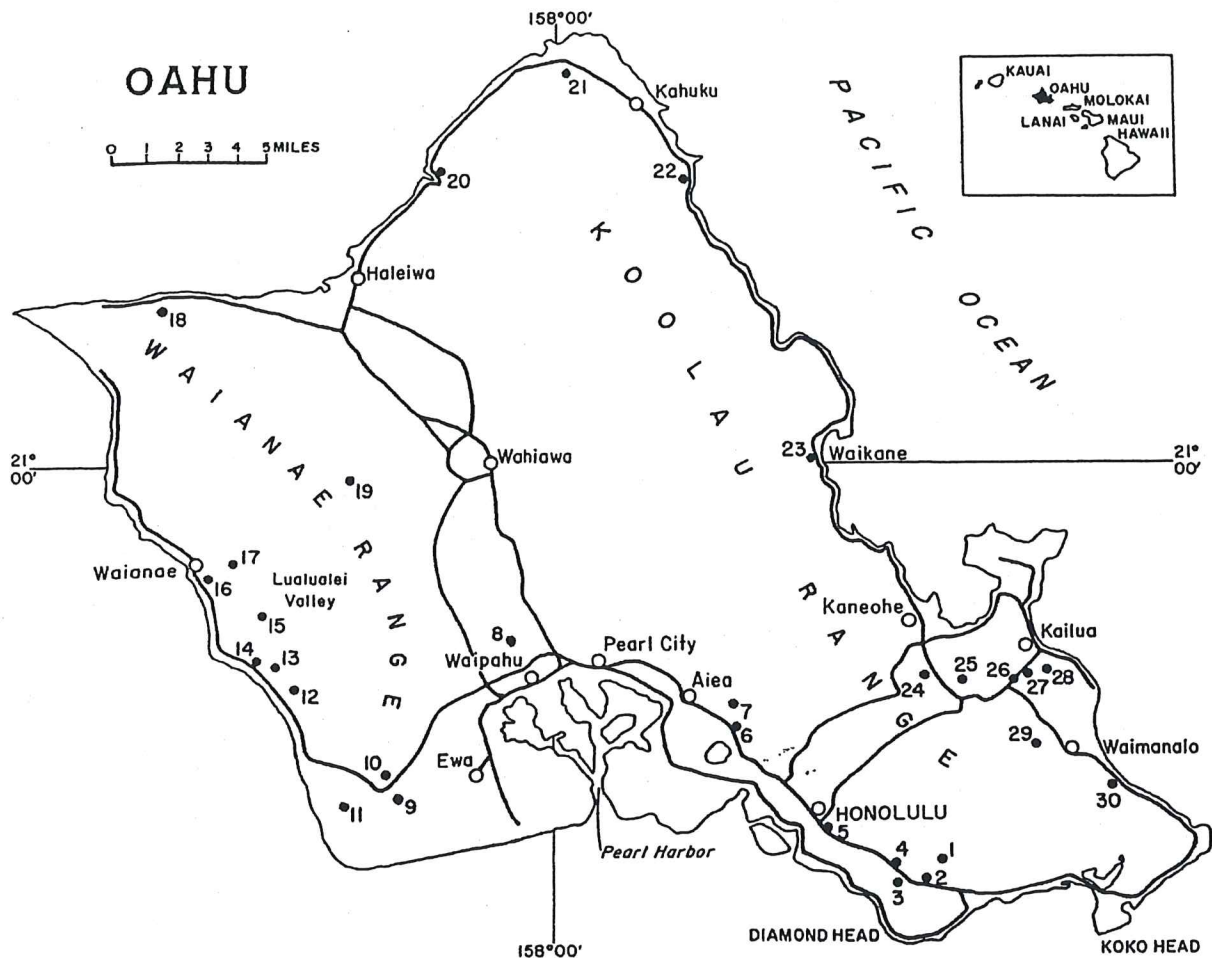 158°00'
OAHU
0 1 2 3 4 5 MILES
KAUAI
OAHU
MOLOKAI
LANAI
MAUI
HAWAII
PACIFIC OCEAN
21
Kahuku
20
22
KOOLAU RANGE
Haleiwa
18
WAIANAE RANGE
Wahiawa
23
Waikane
21°
00'
21°
00'
19
17
Waianae
16
Lualualei
Valley
15
14
13
12
8
Waipahu
Pearl City
Aiea
7
6
Kaneohe
Kailua
24
25
26
27
28
29
Waimanalo
30
10
Ewa
11
9
Pearl Harbor
HONOLULU
5
4
1
3
2
DIAMOND HEAD
KOKO HEAD
158°00'